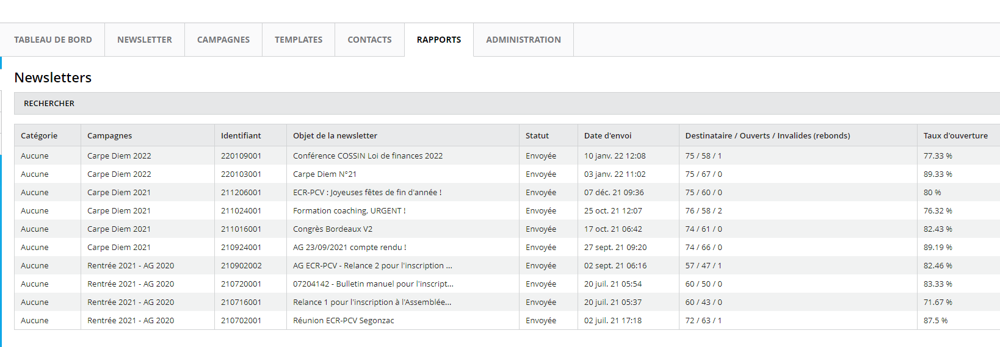 TABLEAU DE BORD NEWSLETTER CAMPAGNES TEMPLATES CONTACTS RAPPORTS ADMINISTRATION
Newsletters
RECHERCHER
Catégorie Campagnes Identifiant Objet de la newsletter Statut Date d'envoi Destinataire / Ouverts / Invalides (rebonds) Taux d'ouverture
Aucune Carpe Diem 2022 220109001 Conférence COSSIN Loi de finances 2022 Envoyée 10 janv. 22 12:08 75 / 58 / 1 77.33 %
Aucune Carpe Diem 2022 220103001 Carpe Diem N°21 Envoyée 03 janv. 22 11:02 75 / 67 / 0 89.33 %
Aucune Carpe Diem 2021 211206001 ECR-PCV : Joyeuses fêtes de fin d'année ! Envoyée 07 déc. 21 09:36 75 / 60 / 0 80 %
Aucune Carpe Diem 2021 211024001 Formation coaching, URGENT ! Envoyée 25 oct. 21 12:07 76 / 58 / 2 76.32 %
Aucune Carpe Diem 2021 211016001 Congrès Bordeaux V2 Envoyée 17 oct. 21 06:42 74 / 61 / 0 82.43 %
Aucune Carpe Diem 2021 210924001 AG 23/09/2021 compte rendu ! Envoyée 27 sept. 21 09:20 74 / 66 / 0 89.19 %
Aucune Rentrée 2021 - AG 2020 210902002 AG ECR-PCV - Relance 2 pour l'inscription ... Envoyée 02 sept. 21 06:16 57 / 47 / 1 82.46 %
Aucune Rentrée 2021 - AG 2020 210720001 07204142 - Bulletin manuel pour l'inscript... Envoyée 20 juil. 21 05:54 60 / 50 / 0 83.33 %
Aucune Rentrée 2021 - AG 2020 210716001 Relance 1 pour l'inscription à l'Assemblée... Envoyée 20 juil. 21 05:37 60 / 43 / 0 71.67 %
Aucune Rentrée 2021 - AG 2020 210702001 Réunion ECR-PCV Segonzac Envoyée 02 juil. 21 17:18 72 / 63 / 1 87.5 %